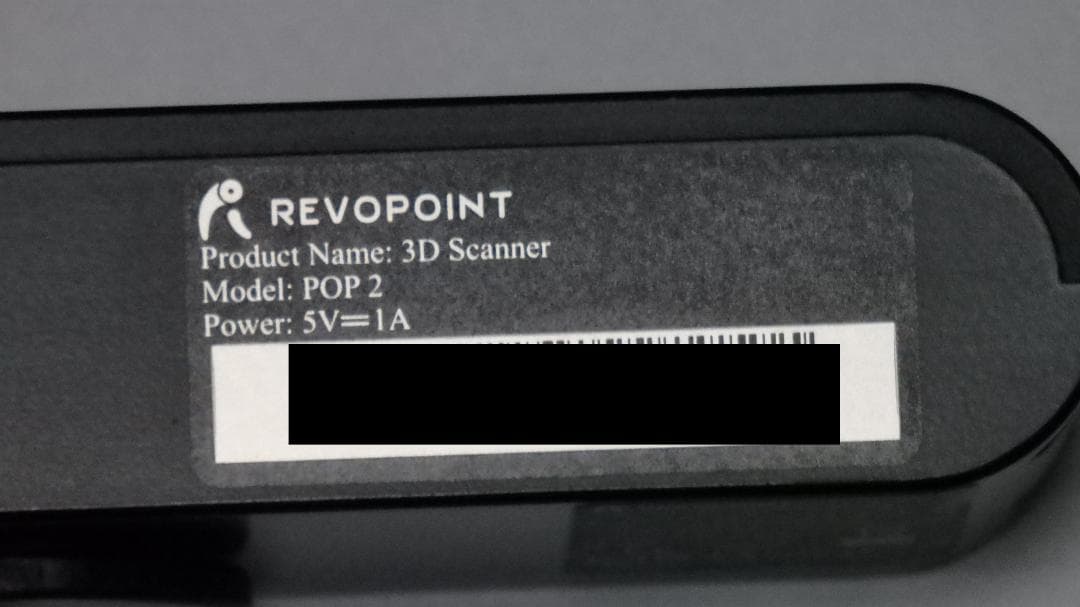 REVOPOINT
Product Name: 3D Scanner
Model: POP 2
Power: 5V⎓1A